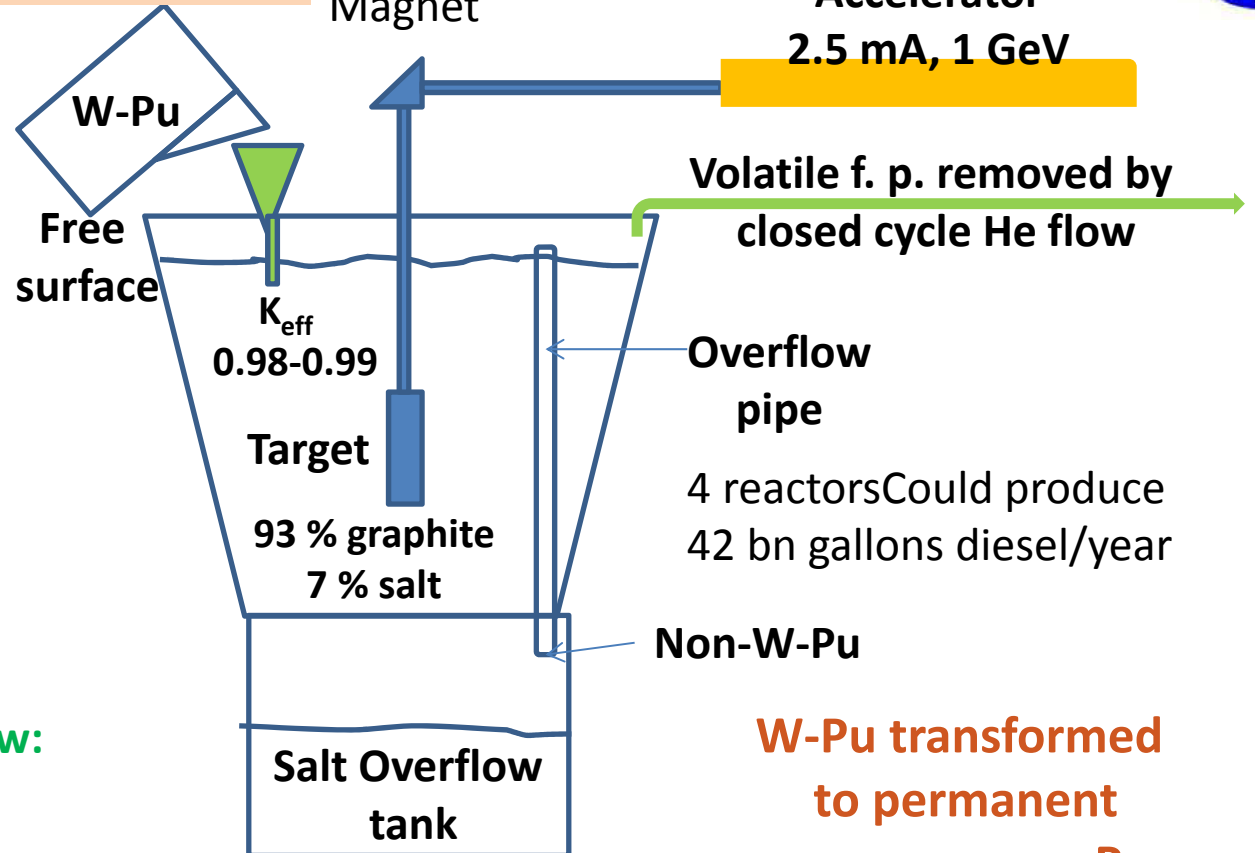 Magnet
Accelerator
2.5 mA, 1 GeV
W-Pu
Volatile f. p. removed by
closed cycle He flow
Free
surface
Keff
0.98-0.99
Overflow
pipe
Target
4 reactorsCould produce
42 bn gallons diesel/year
93 % graphite
7 % salt
Non-W-Pu
w:
W-Pu transformed
to permanent
Salt Overflow
tank